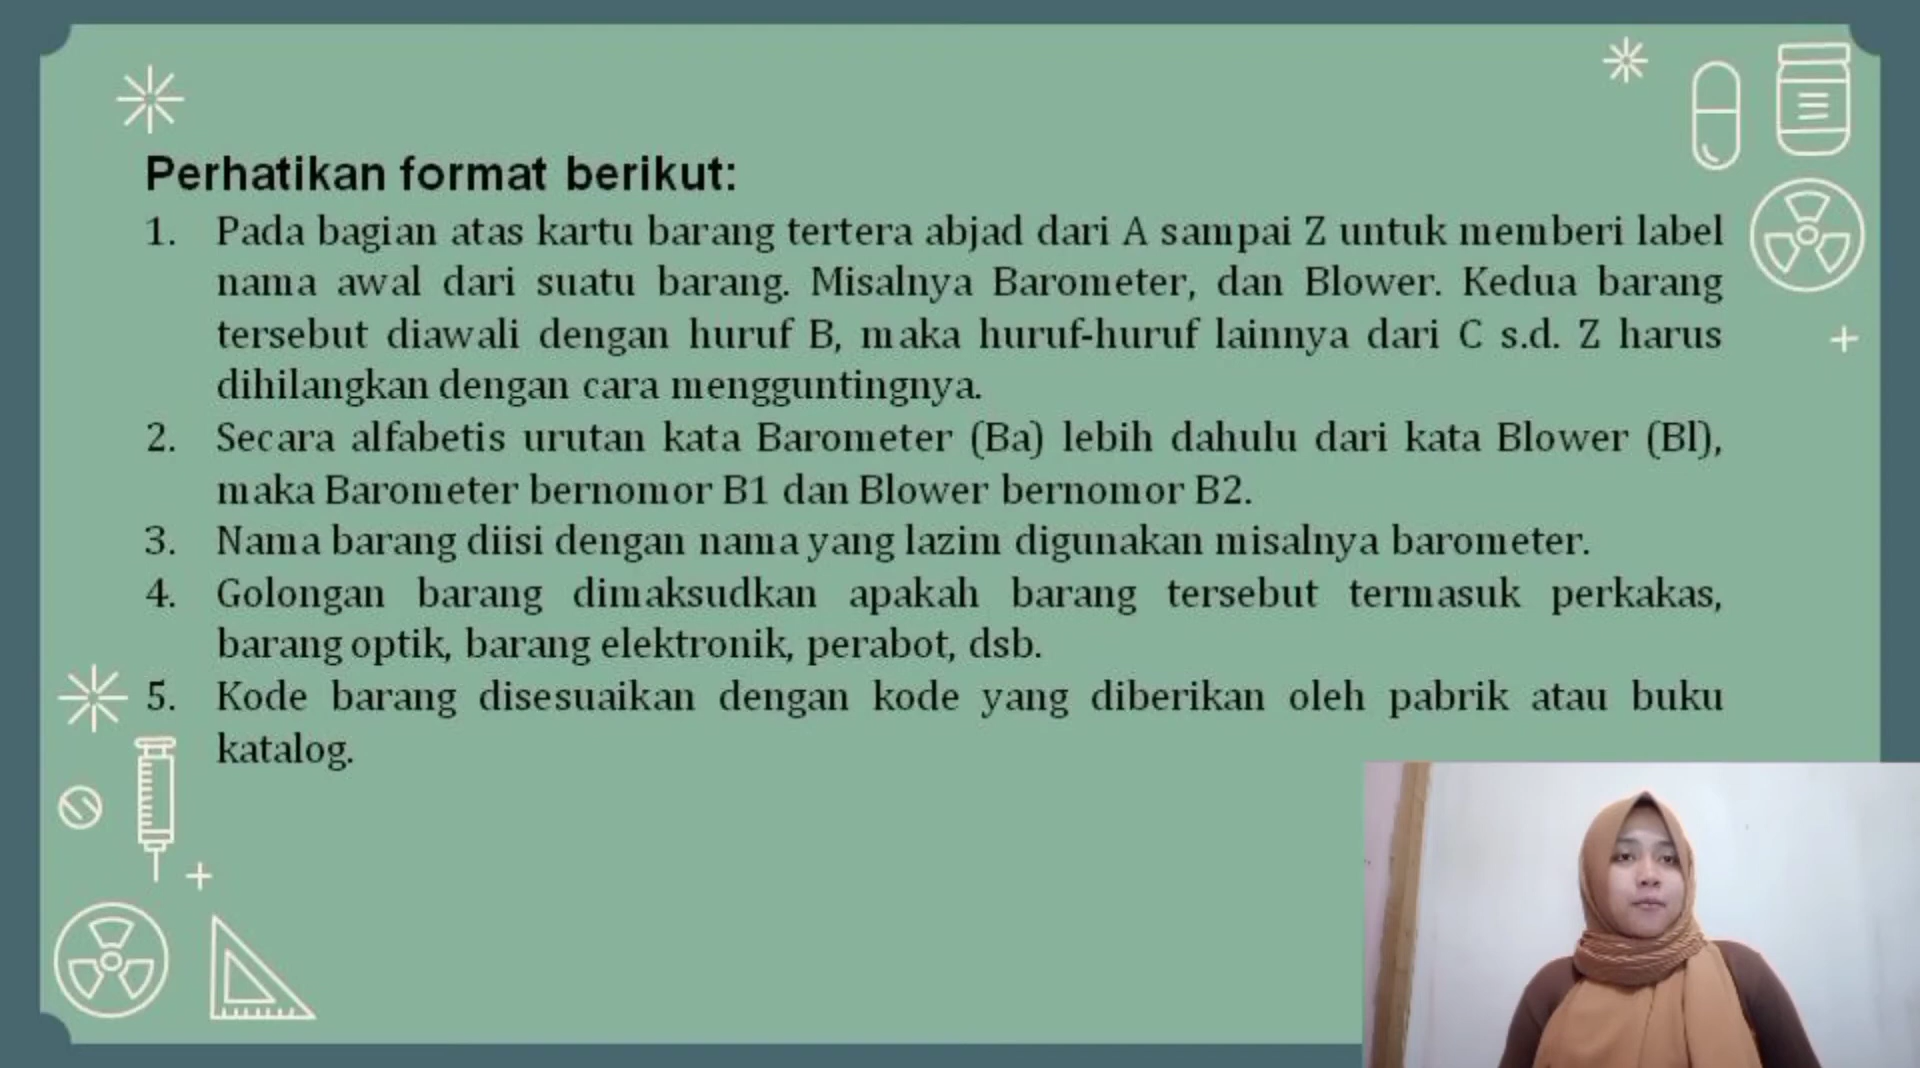 Perhatikan format berikut:
1. Pada bagian atas kartu barang tertera abjad dari A sampai Z untuk memberi label
nama awal dari suatu barang. Misalnya Barometer, dan Blower. Kedua barang
tersebut diawali dengan huruf B, maka huruf-huruf lainnya dari C s.d. Z harus
dihilangkan dengan cara mengguntingnya.
2. Secara alfabetis urutan kata Barometer (Ba) lebih dahulu dari kata Blower (Bl),
maka Barometer bernomor B1 dan Blower bernomor B2.
3. Nama barang diisi dengan nama yang lazim digunakan misalnya barometer.
4. Golongan barang dimaksudkan apakah barang tersebut termasuk perkakas,
barang optik, barang elektronik, perabot, dsb.
5. Kode barang disesuaikan dengan kode yang diberikan oleh pabrik atau buku
katalog.